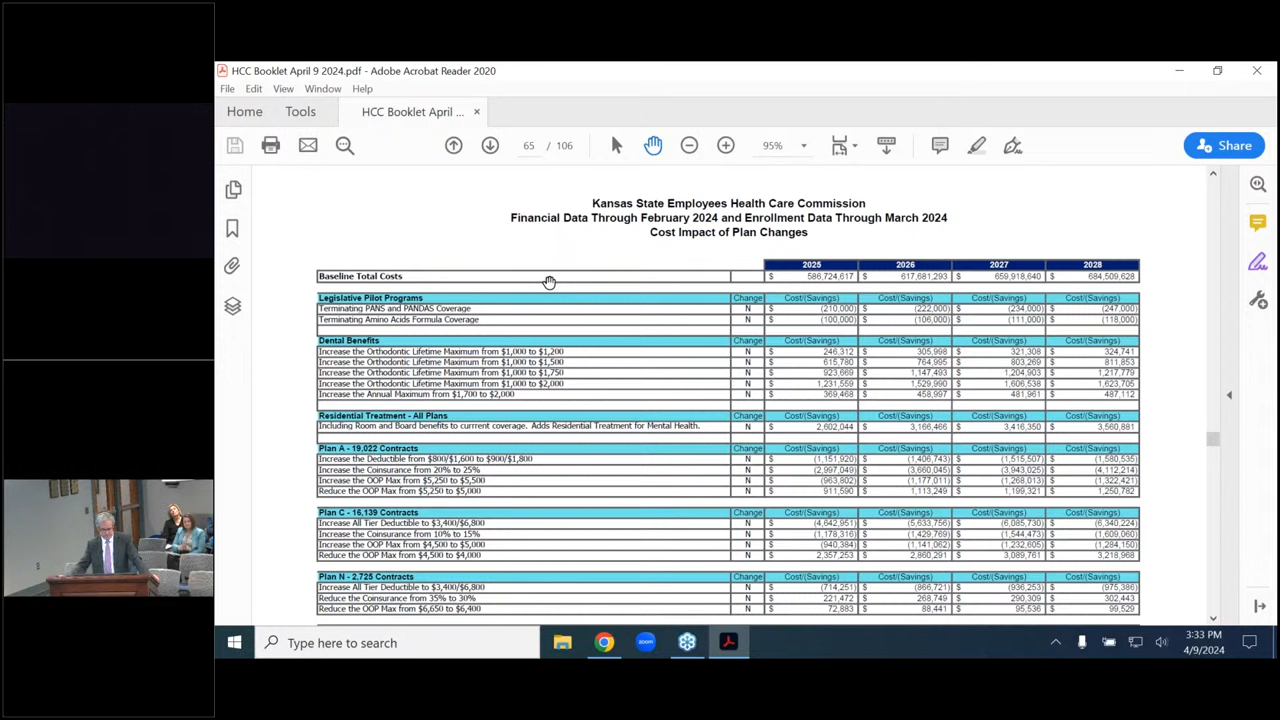 HCC Booklet April 9 2024.pdf - Adobe Acrobat Reader 2020
File Edit View Window Help
Home Tools HCC Booklet April ... ×
65 / 106 95% Share
Kansas State Employees Health Care Commission
Financial Data Through February 2024 and Enrollment Data Through March 2024
Cost Impact of Plan Changes
2025 2026 2027 2028
Baseline Total Costs $ 586,724,617 $ 617,681,293 $ 659,918,640 $ 684,509,628
Legislative Pilot Programs Change Cost/(Savings) Cost/(Savings) Cost/(Savings) Cost/(Savings)
Terminating PANS and PANDAS Coverage N $ (210,000) $ (222,000) $ (234,000) $ (247,000)
Terminating Amino Acids Formula Coverage N $ (100,000) $ (106,000) $ (111,000) $ (118,000)
Dental Benefits Change Cost/(Savings) Cost/(Savings) Cost/(Savings) Cost/(Savings)
Increase the Orthodontic Lifetime Maximum from $1,000 to $1,200 N $ 246,312 $ 305,998 $ 321,308 $ 324,741
Increase the Orthodontic Lifetime Maximum from $1,000 to $1,500 N $ 615,780 $ 764,995 $ 803,269 $ 811,853
Increase the Orthodontic Lifetime Maximum from $1,000 to $1,750 N $ 923,669 $ 1,147,493 $ 1,204,903 $ 1,217,779
Increase the Orthodontic Lifetime Maximum from $1,000 to $2,000 N $ 1,231,559 $ 1,529,990 $ 1,606,538 $ 1,623,705
Increase the Annual Maximum from $1,700 to $2,000 N $ 369,468 $ 458,997 $ 481,961 $ 487,112
Residential Treatment - All Plans Change Cost/(Savings) Cost/(Savings) Cost/(Savings) Cost/(Savings)
Including Room and Board benefits to currrent coverage. Adds Residential Treatment for Mental Health. N $ 2,602,044 $ 3,166,466 $ 3,416,350 $ 3,560,881
Plan A - 19,022 Contracts Change Cost/(Savings) Cost/(Savings) Cost/(Savings) Cost/(Savings)
Increase the Deductible from $800/$1,600 to $900/$1,800 N $ (1,151,920) $ (1,406,743) $ (1,515,507) $ (1,580,535)
Increase the Coinsurance from 20% to 25% N $ (2,997,049) $ (3,660,045) $ (3,943,025) $ (4,112,214)
Increase the OOP Max from $5,250 to $5,500 N $ (963,802) $ (1,177,011) $ (1,268,013) $ (1,322,421)
Reduce the OOP Max from $5,250 to $5,000 N $ 911,590 $ 1,113,249 $ 1,199,321 $ 1,250,782
Plan C - 16,139 Contracts Change Cost/(Savings) Cost/(Savings) Cost/(Savings) Cost/(Savings)
Increase All Tier Deductible to $3,400/$6,800 N $ (4,642,951) $ (5,633,756) $ (6,085,730) $ (6,340,224)
Increase the Coinsurance from 10% to 15% N $ (1,178,316) $ (1,429,769) $ (1,544,473) $ (1,609,060)
Increase the OOP Max from $4,500 to $5,000 N $ (940,384) $ (1,141,062) $ (1,232,605) $ (1,284,150)
Reduce the OOP Max from $4,500 to $4,000 N $ 2,357,253 $ 2,860,291 $ 3,089,761 $ 3,218,968
Plan N - 2,725 Contracts Change Cost/(Savings) Cost/(Savings) Cost/(Savings) Cost/(Savings)
Increase All Tier Deductible to $3,400/$6,800 N $ (714,251) $ (866,721) $ (936,253) $ (975,386)
Reduce the Coinsurance from 35% to 30% N $ 221,472 $ 268,749 $ 290,309 $ 302,443
Reduce the OOP Max from $6,650 to $6,400 N $ 72,883 $ 88,441 $ 95,536 $ 99,529
Type here to search
zoom
3:33 PM
4/9/2024